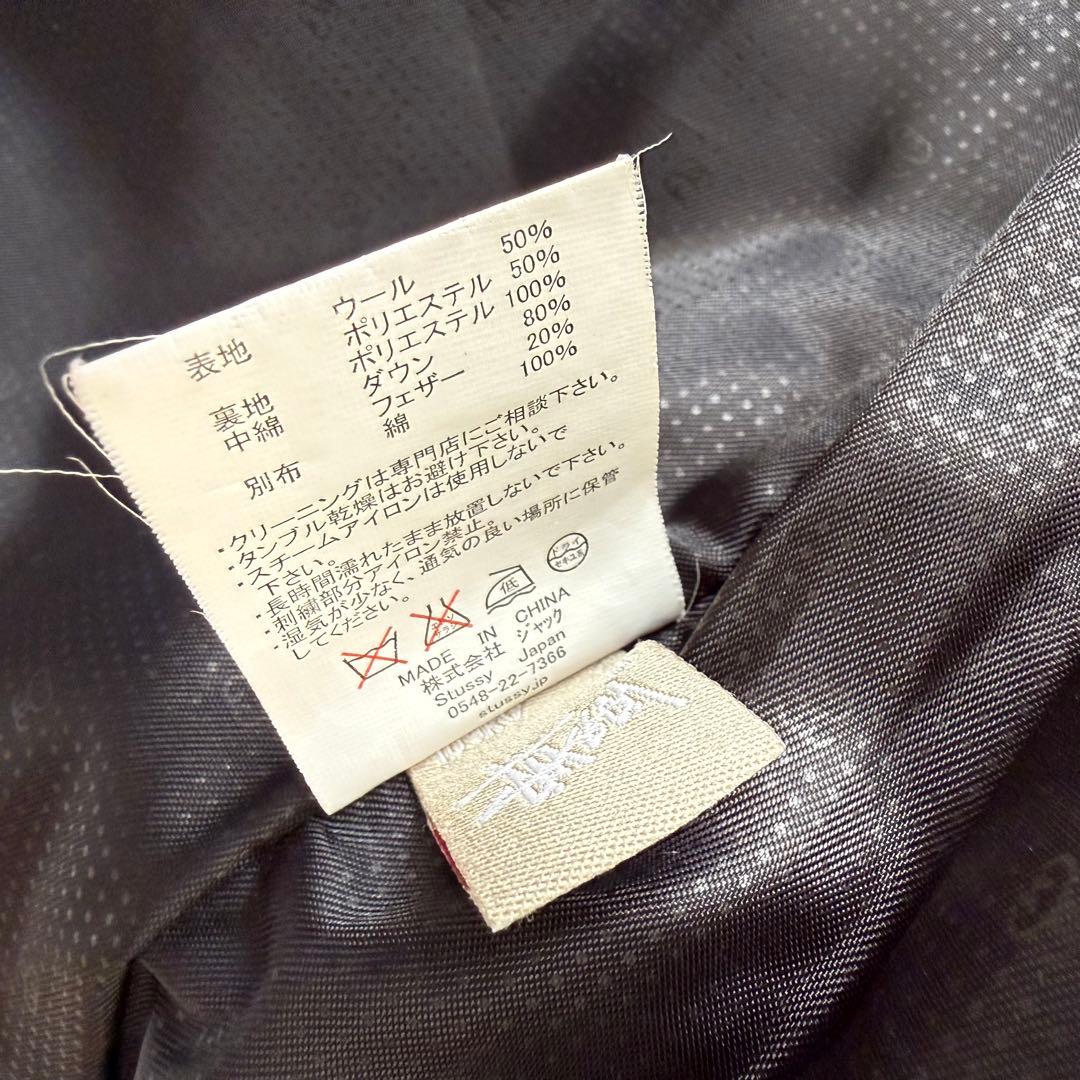 表地 ウール 50%
ポリエステル 50%
裏地 ポリエステル 100%
中綿 ダウン 80%
フェザー 20%
別布 綿 100%
・クリーニングは専門店にご相談下さい。
・タンブル乾燥はお避け下さい。
・スチームアイロンは使用しないで
下さい。
・長時間濡れたまま放置しないで下さい。
・刺繍部分アイロン禁止。
・湿気が少なく、通気の良い場所に保管
してください。
低
ドライ
セキユ系
MADE IN CHINA
株式会社 ジャック
Stussy Japan
0548-22-7366
stussy.jp